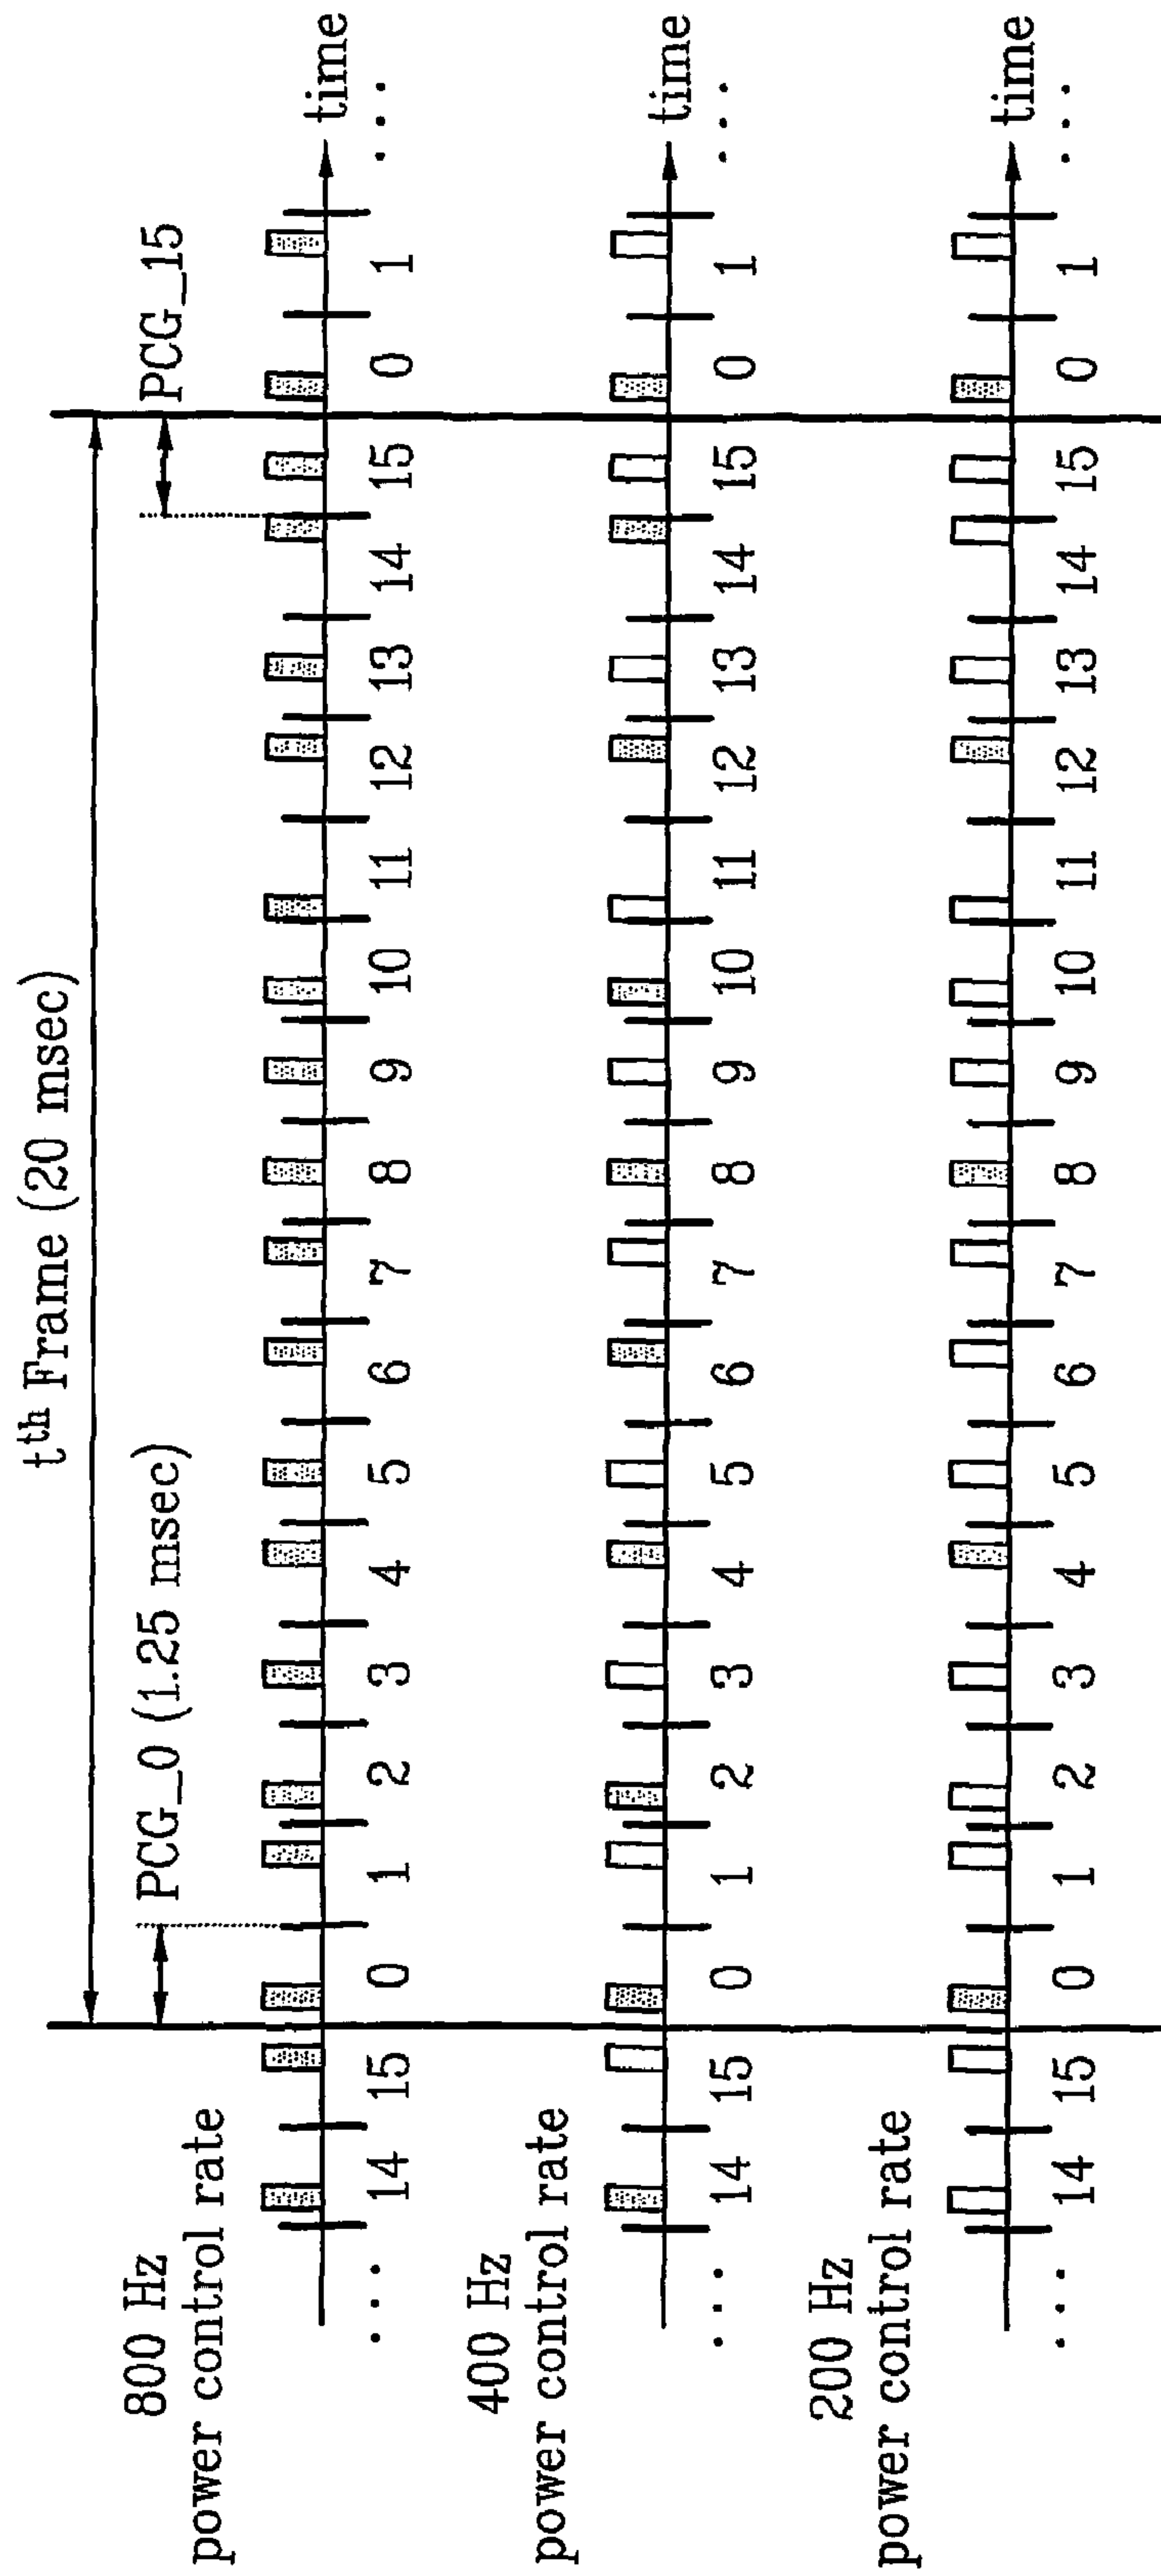 tth Frame (20 msec)
PCG_0 (1.25 msec)
PCG_15
800 Hz
power control rate
time
... 14 15 0 1 2 3 4 5 6 7 8 9 10 11 12 13 14 15 0 1 ...
400 Hz
power control rate
time
... 14 15 0 1 2 3 4 5 6 7 8 9 10 11 12 13 14 15 0 1 ...
200 Hz
power control rate
time
... 14 15 0 1 2 3 4 5 6 7 8 9 10 11 12 13 14 15 0 1 ...